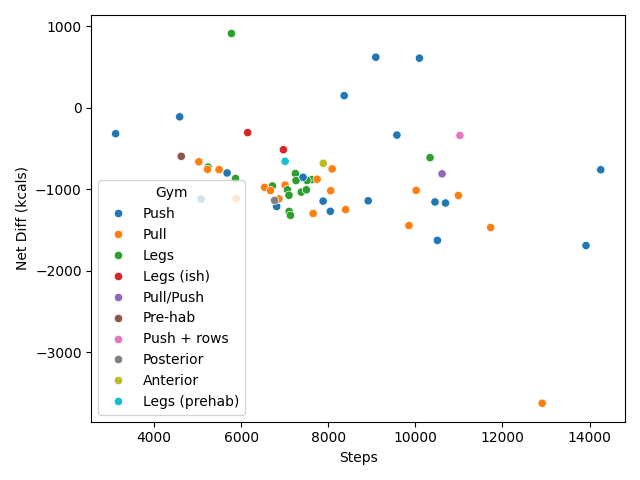 1000
0
−1000
−2000
−3000
Net Diff (kcals)
Gym
Push
Pull
Legs
Legs (ish)
Pull/Push
Pre-hab
Push + rows
Posterior
Anterior
Legs (prehab)
4000 6000 8000 10000 12000 14000
Steps